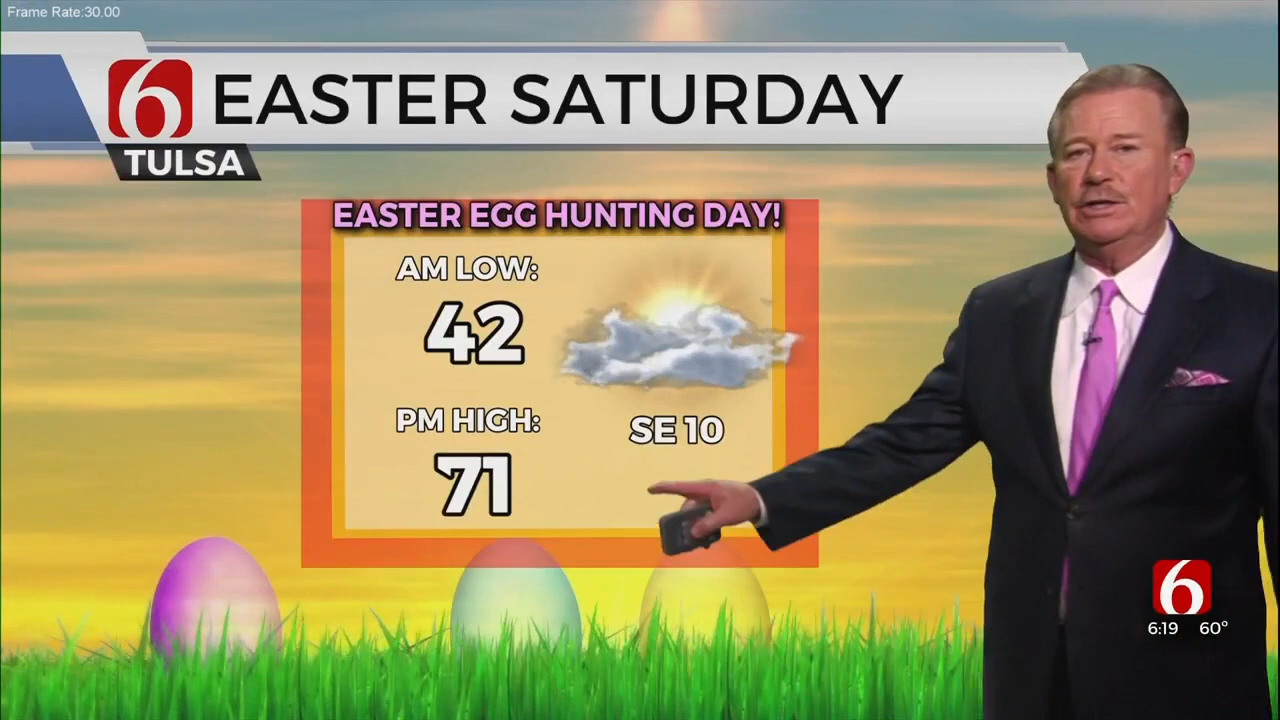 Frame Rate:30.00
6 EASTER SATURDAY
TULSA
EASTER EGG HUNTING DAY!
AM LOW:
42
PM HIGH:
71
SE 10
6
6:19 60°